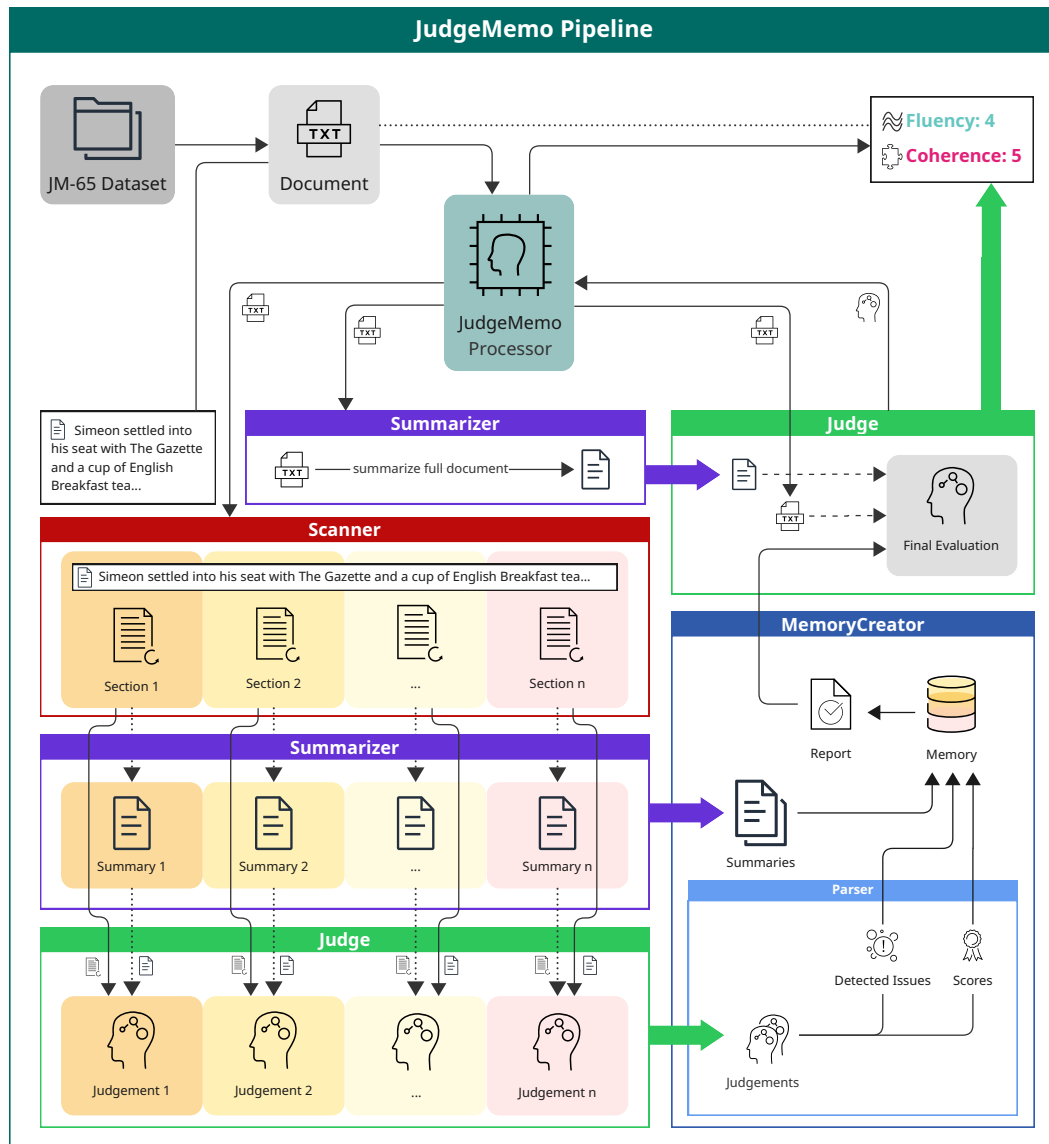 JudgeMemo Pipeline
JM-65 Dataset
TXT
Document
Fluency: 4
Coherence: 5
JudgeMemo
Processor
TXT
TXT
TXT
Simeon settled into
his seat with The Gazette
and a cup of English
Breakfast tea...
Summarizer
TXT
summarize full document
Judge
TXT
Final Evaluation
Scanner
Simeon settled into his seat with The Gazette and a cup of English Breakfast tea...
Section 1
Section 2
...
Section n
Summarizer
Summary 1
Summary 2
...
Summary n
Judge
Judgement 1
Judgement 2
...
Judgement n
MemoryCreator
Report
Memory
Summaries
Parser
Detected Issues
Scores
Judgements